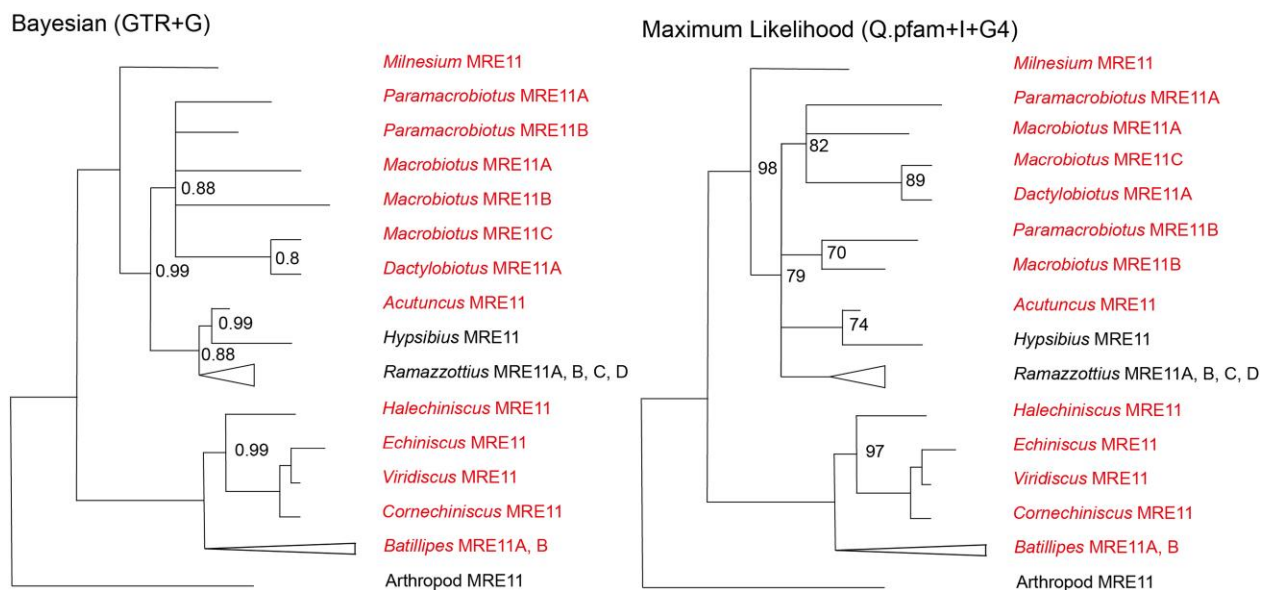 Bayesian (GTR+G)
Milnesium MRE11
Paramacrobiotus MRE11A
Paramacrobiotus MRE11B
Macrobiotus MRE11A
0.88
Macrobiotus MRE11B
Macrobiotus MRE11C
0.8
0.99
Dactylobiotus MRE11A
Acutuncus MRE11
0.99
Hypsibius MRE11
0.88
Ramazzottius MRE11A, B, C, D
Halechiniscus MRE11
0.99
Echiniscus MRE11
Viridiscus MRE11
Cornechiniscus MRE11
Batillipes MRE11A, B
Arthropod MRE11
Maximum Likelihood (Q.pfam+I+G4)
Milnesium MRE11
Paramacrobiotus MRE11A
Macrobiotus MRE11A
82
Macrobiotus MRE11C
98
89
Dactylobiotus MRE11A
Paramacrobiotus MRE11B
70
Macrobiotus MRE11B
79
Acutuncus MRE11
74
Hypsibius MRE11
Ramazzottius MRE11A, B, C, D
Halechiniscus MRE11
97
Echiniscus MRE11
Viridiscus MRE11
Cornechiniscus MRE11
Batillipes MRE11A, B
Arthropod MRE11